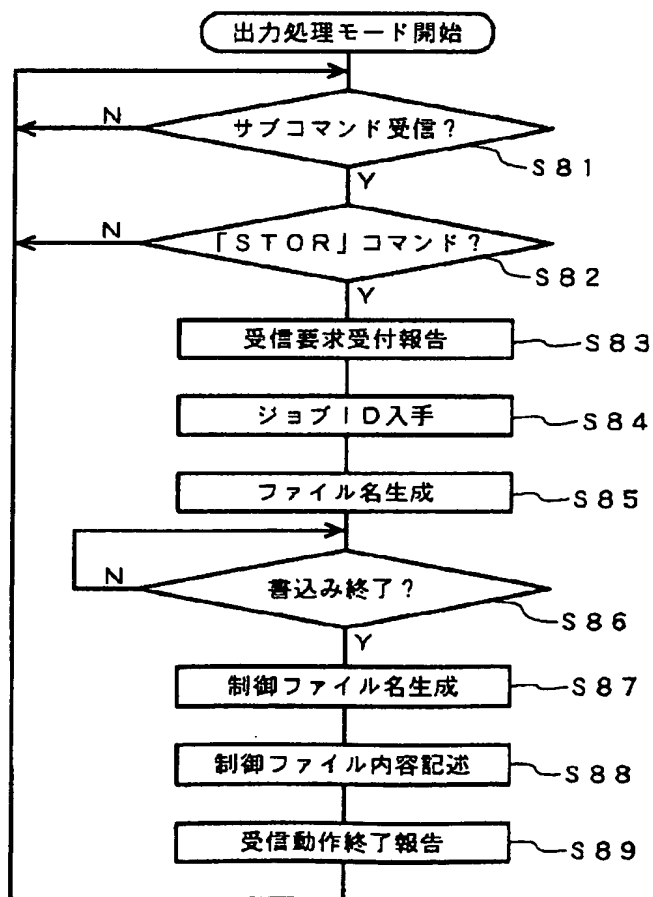 出力処理モード開始
N
サブコマンド受信?
S81
Y
N
「STOR」コマンド?
S82
Y
受信要求受付報告
S83
ジョブID入手
S84
ファイル名生成
S85
N
書込み終了?
S86
Y
制御ファイル名生成
S87
制御ファイル内容記述
S88
受信動作終了報告
S89